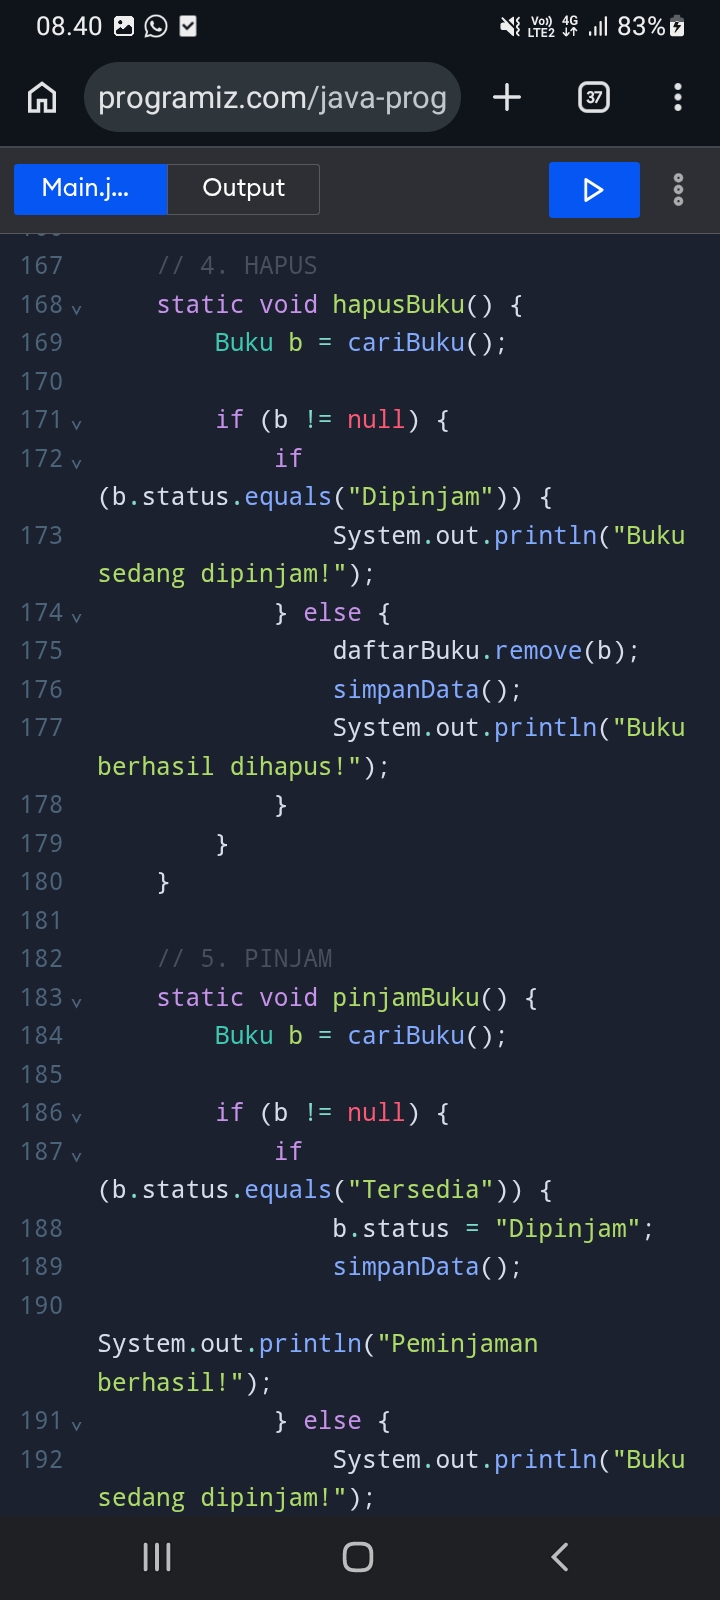 08.40 Vo)) LTE2 4G 83%
programiz.com/java-prog 37
Main.j... Output
167 // 4. HAPUS
168 static void hapusBuku() {
169 Buku b = cariBuku();
170
171 if (b != null) {
172 if
(b.status.equals("Dipinjam")) {
173 System.out.println("Buku
sedang dipinjam!");
174 } else {
175 daftarBuku.remove(b);
176 simpanData();
177 System.out.println("Buku
berhasil dihapus!");
178 }
179 }
180 }
181
182 // 5. PINJAM
183 static void pinjamBuku() {
184 Buku b = cariBuku();
185
186 if (b != null) {
187 if
(b.status.equals("Tersedia")) {
188 b.status = "Dipinjam";
189 simpanData();
190
System.out.println("Peminjaman
berhasil!");
191 } else {
192 System.out.println("Buku
sedang dipinjam!");